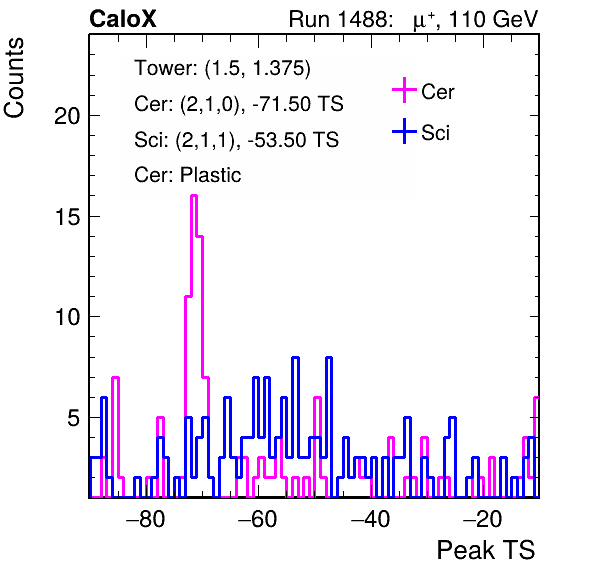 CaloX Run 1488: μ⁺, 110 GeV
Counts
Tower: (1.5, 1.375)
Cer: (2,1,0), -71.50 TS
Sci: (2,1,1), -53.50 TS
Cer: Plastic
Cer
Sci
20
15
10
5
−80 −60 −40 −20
Peak TS